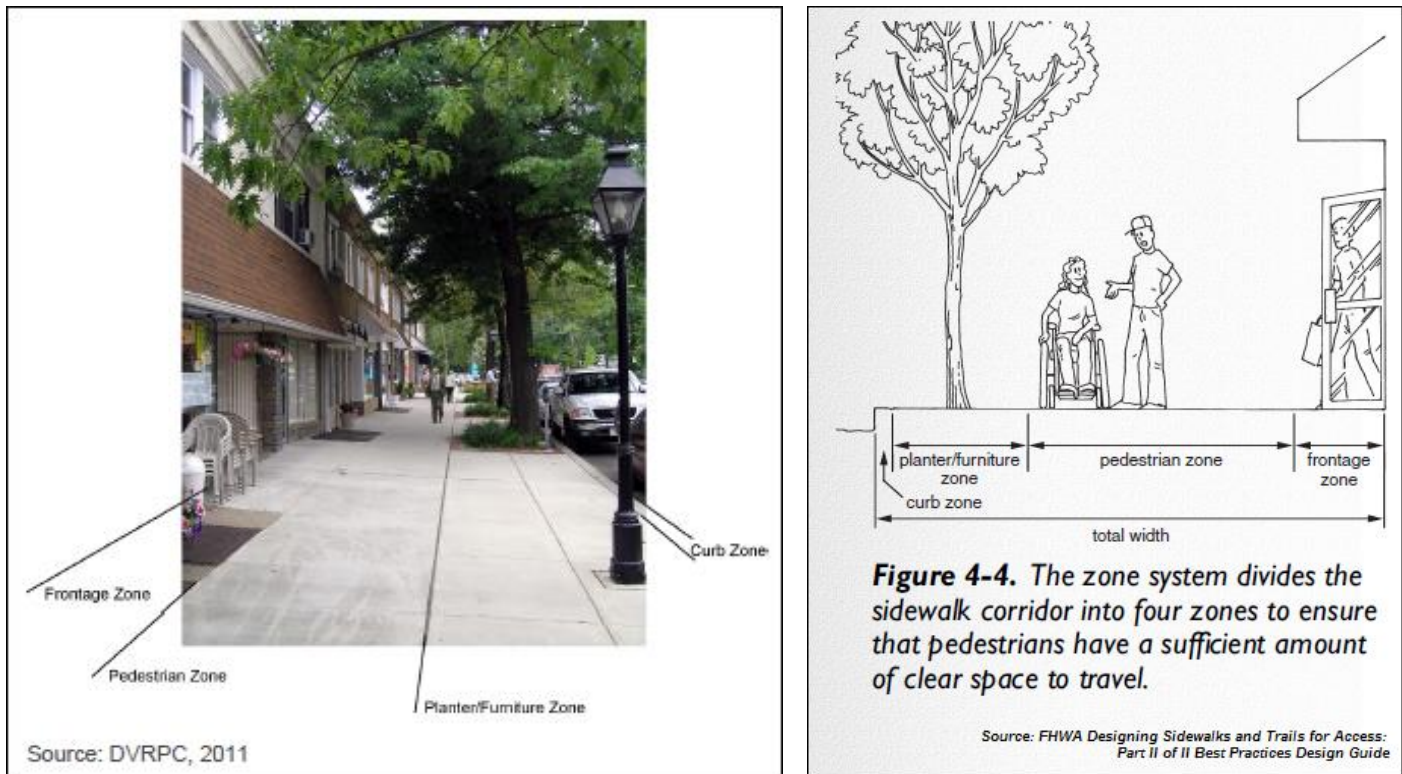 Frontage Zone
Pedestrian Zone
Planter/Furniture Zone
Curb Zone
Source: DVRPC, 2011
planter/furniture
zone
pedestrian zone
frontage
zone
curb zone
total width
Figure 4-4. The zone system divides the
sidewalk corridor into four zones to ensure
that pedestrians have a sufficient amount
of clear space to travel.
Source: FHWA Designing Sidewalks and Trails for Access:
Part II of II Best Practices Design Guide